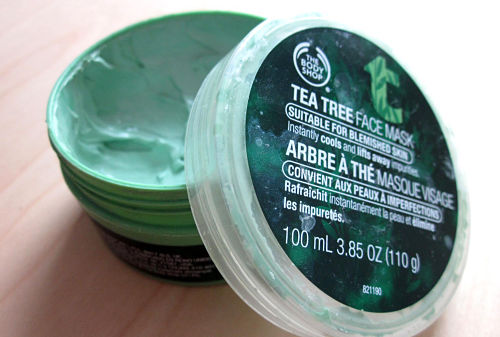 THE
BODY
SHOP
TEA TREE FACE MASK
SUITABLE FOR BLEMISHED SKIN
Instantly cools and lifts away impurities
ARBRE À THÉ MASQUE VISAGE
CONVIENT AUX PEAUX À IMPERFECTIONS
Rafraîchit instantanément la peau et élimine
les impuretés.
100 mL 3.85 OZ (110 g)
821190